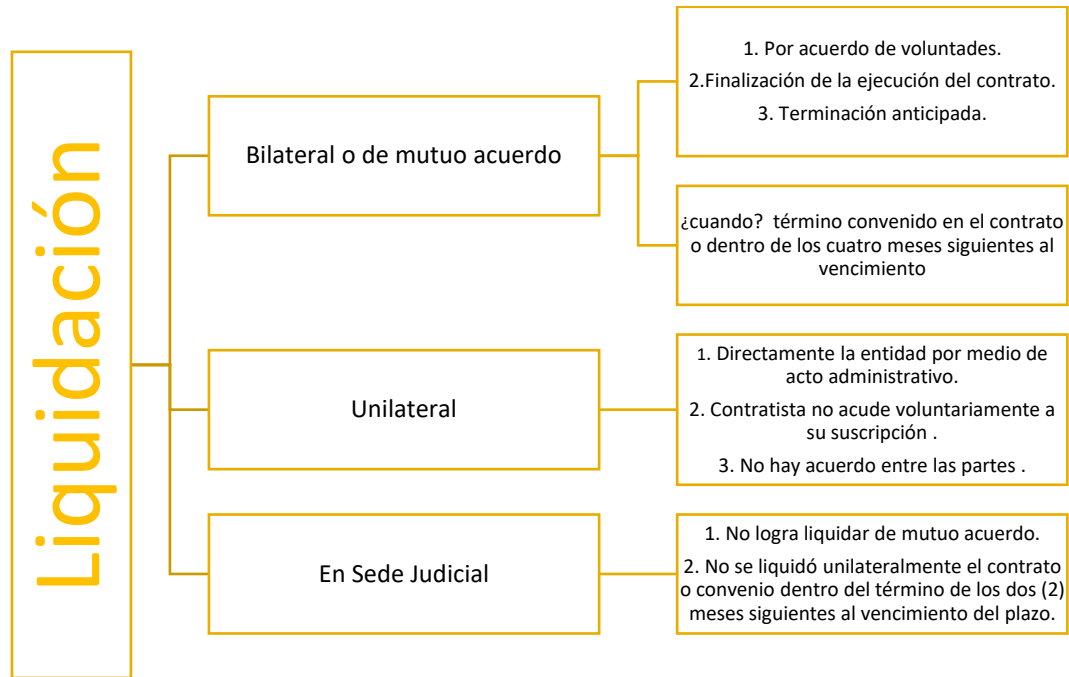 Liquidación
Bilateral o de mutuo acuerdo
1. Por acuerdo de voluntades.
2.Finalización de la ejecución del contrato.
3. Terminación anticipada.
¿cuando? término convenido en el contrato
o dentro de los cuatro meses siguientes al
vencimiento
Unilateral
1. Directamente la entidad por medio de
acto administrativo.
2. Contratista no acude voluntariamente a
su suscripción .
3. No hay acuerdo entre las partes .
En Sede Judicial
1. No logra liquidar de mutuo acuerdo.
2. No se liquidó unilateralmente el contrato
o convenio dentro del término de los dos (2)
meses siguientes al vencimiento del plazo.